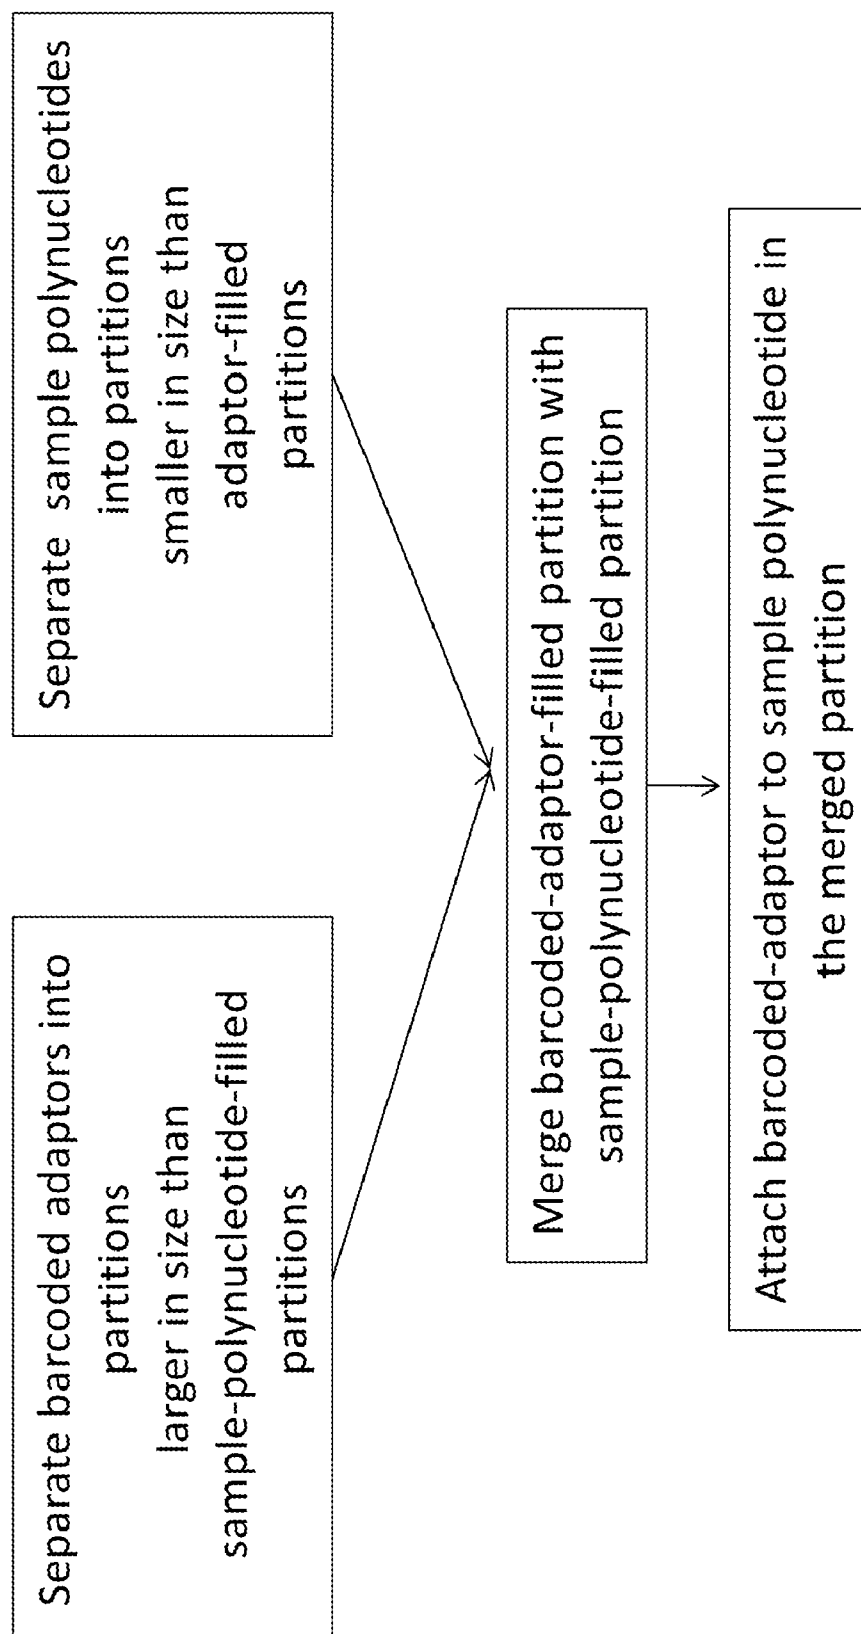 Separate barcoded adaptors into
partitions
larger in size than
sample-polynucleotide-filled
partitions
Separate sample polynucleotides
into partitions
smaller in size than
adaptor-filled
partitions
Merge barcoded-adaptor-filled partition with
sample-polynucleotide-filled partition
Attach barcoded-adaptor to sample polynucleotide in
the merged partition